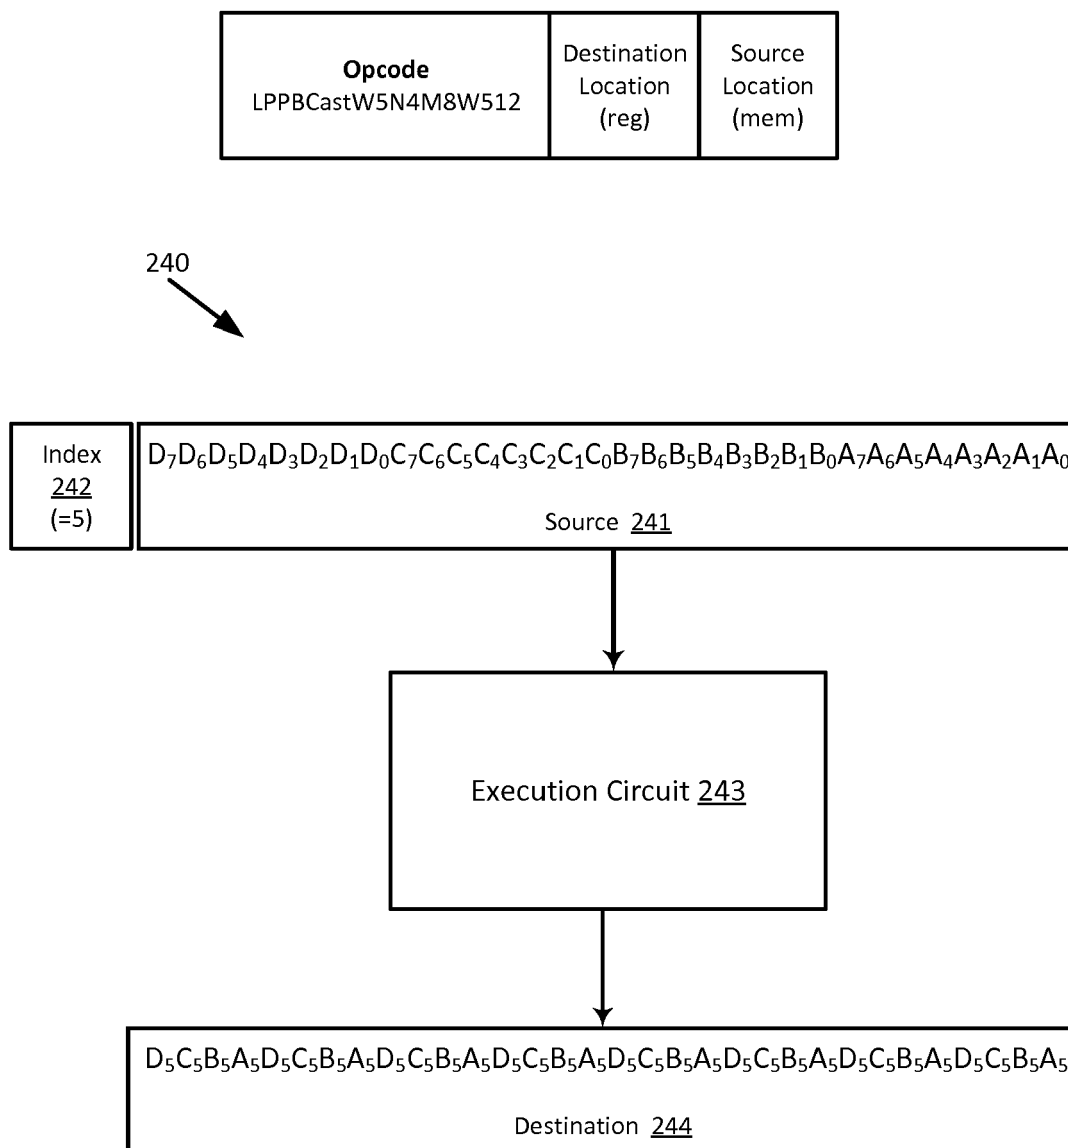 Opcode
LPPBCastW5N4M8W512
Destination
Location
(reg)
Source
Location
(mem)
240
Index
242
(=5)
D₇D₆D₅D₄D₃D₂D₁D₀C₇C₆C₅C₄C₃C₂C₁C₀B₇B₆B₅B₄B₃B₂B₁B₀A₇A₆A₅A₄A₃A₂A₁A₀
Source 241
Execution Circuit 243
D₅C₅B₅A₅D₅C₅B₅A₅D₅C₅B₅A₅D₅C₅B₅A₅D₅C₅B₅A₅D₅C₅B₅A₅D₅C₅B₅A₅D₅C₅B₅A₅
Destination 244